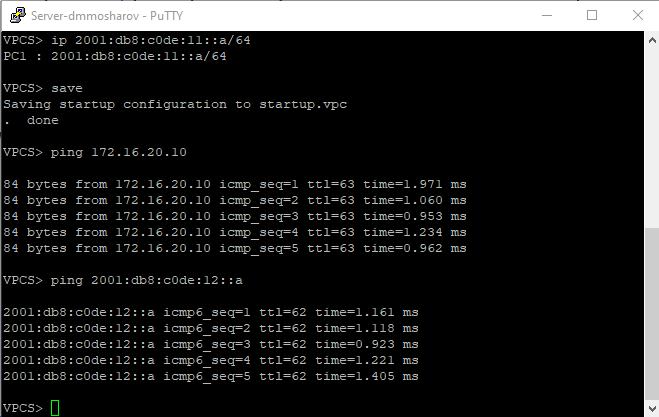 Server-dmmosharov - PuTTY
VPCS> ip 2001:db8:c0de:11::a/64
PC1 : 2001:db8:c0de:11::a/64
VPCS> save
Saving startup configuration to startup.vpc
.  done
VPCS> ping 172.16.20.10
84 bytes from 172.16.20.10 icmp_seq=1 ttl=63 time=1.971 ms
84 bytes from 172.16.20.10 icmp_seq=2 ttl=63 time=1.060 ms
84 bytes from 172.16.20.10 icmp_seq=3 ttl=63 time=0.953 ms
84 bytes from 172.16.20.10 icmp_seq=4 ttl=63 time=1.234 ms
84 bytes from 172.16.20.10 icmp_seq=5 ttl=63 time=0.962 ms
VPCS> ping 2001:db8:c0de:12::a
2001:db8:c0de:12::a icmp6_seq=1 ttl=62 time=1.161 ms
2001:db8:c0de:12::a icmp6_seq=2 ttl=62 time=1.118 ms
2001:db8:c0de:12::a icmp6_seq=3 ttl=62 time=0.923 ms
2001:db8:c0de:12::a icmp6_seq=4 ttl=62 time=1.221 ms
2001:db8:c0de:12::a icmp6_seq=5 ttl=62 time=1.405 ms
VPCS>